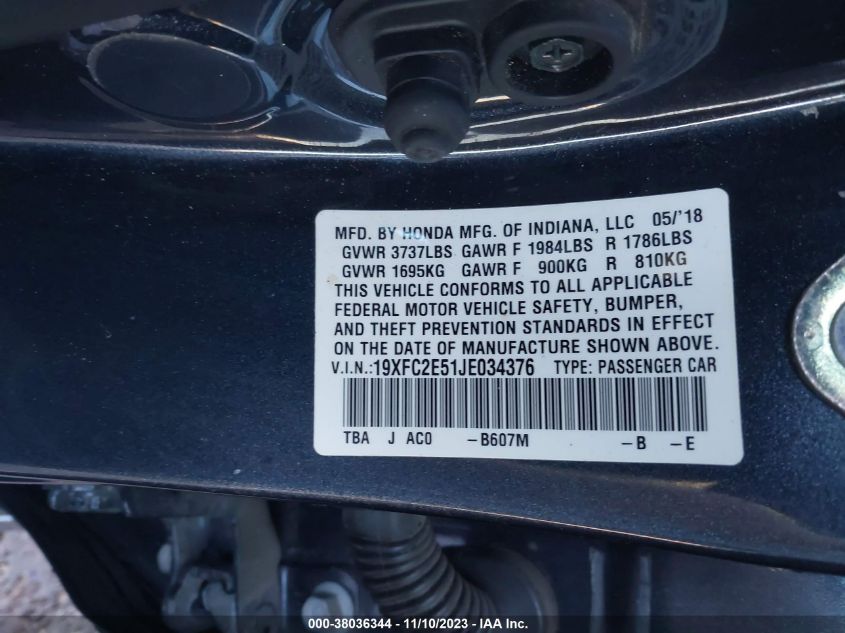 MFD. BY HONDA MFG. OF INDIANA, LLC 05/'18
GVWR 3737LBS GAWR F 1984LBS R 1786LBS
GVWR 1695KG GAWR F 900KG R 810KG
THIS VEHICLE CONFORMS TO ALL APPLICABLE
FEDERAL MOTOR VEHICLE SAFETY, BUMPER,
AND THEFT PREVENTION STANDARDS IN EFFECT
ON THE DATE OF MANUFACTURE SHOWN ABOVE.
V.I.N.:19XFC2E51JE034376 TYPE: PASSENGER CAR
TBA J AC0 -B607M -B -E
000-38036344 - 11/10/2023 - IAA Inc.